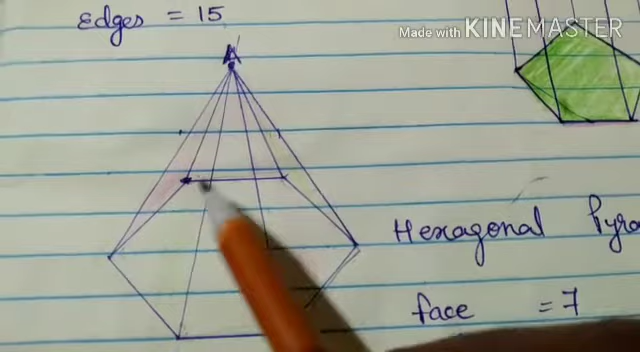 Edges = 15
Made with KINEMASTER
A
Hexagonal
face = 7